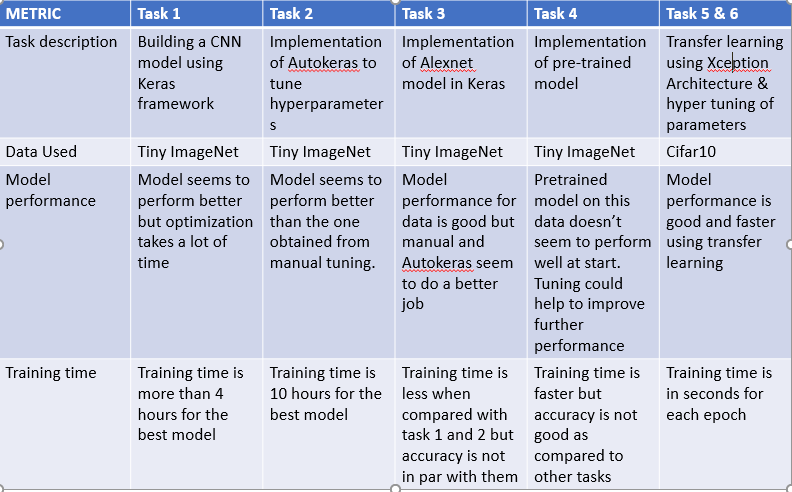 METRIC
Task 1
Task 2
Task 3
Task 4
Task 5 & 6
Task description
Building a CNN
model using
Keras
framework
Implementation
of Autokeras to
tune
hyperparameter
s
Implementation
of Alexnet
model in Keras
Implementation
of pre-trained
model
Transfer learning
using Xception
Architecture &
hyper tuning of
parameters
Data Used
Tiny ImageNet
Tiny ImageNet
Tiny ImageNet
Tiny ImageNet
Cifar10
Model
performance
Model seems to
perform better
but optimization
takes a lot of
time
Model seems to
perform better
than the one
obtained from
manual tuning.
Model
performance for
data is good but
manual and
Autokeras seem
to do a better
job
Pretrained
model on this
data doesn't
seem to perform
well at start.
Tuning could
help to improve
further
performance
Model
performance is
good and faster
using transfer
learning
Training time
Training time is
more than 4
hours for the
best model
Training time is
10 hours for the
best model
Training time is
less when
compared with
task 1 and 2 but
accuracy is not
in par with them
Training time is
faster but
accuracy is not
good as
compared to
other tasks
Training time is
in seconds for
each epoch